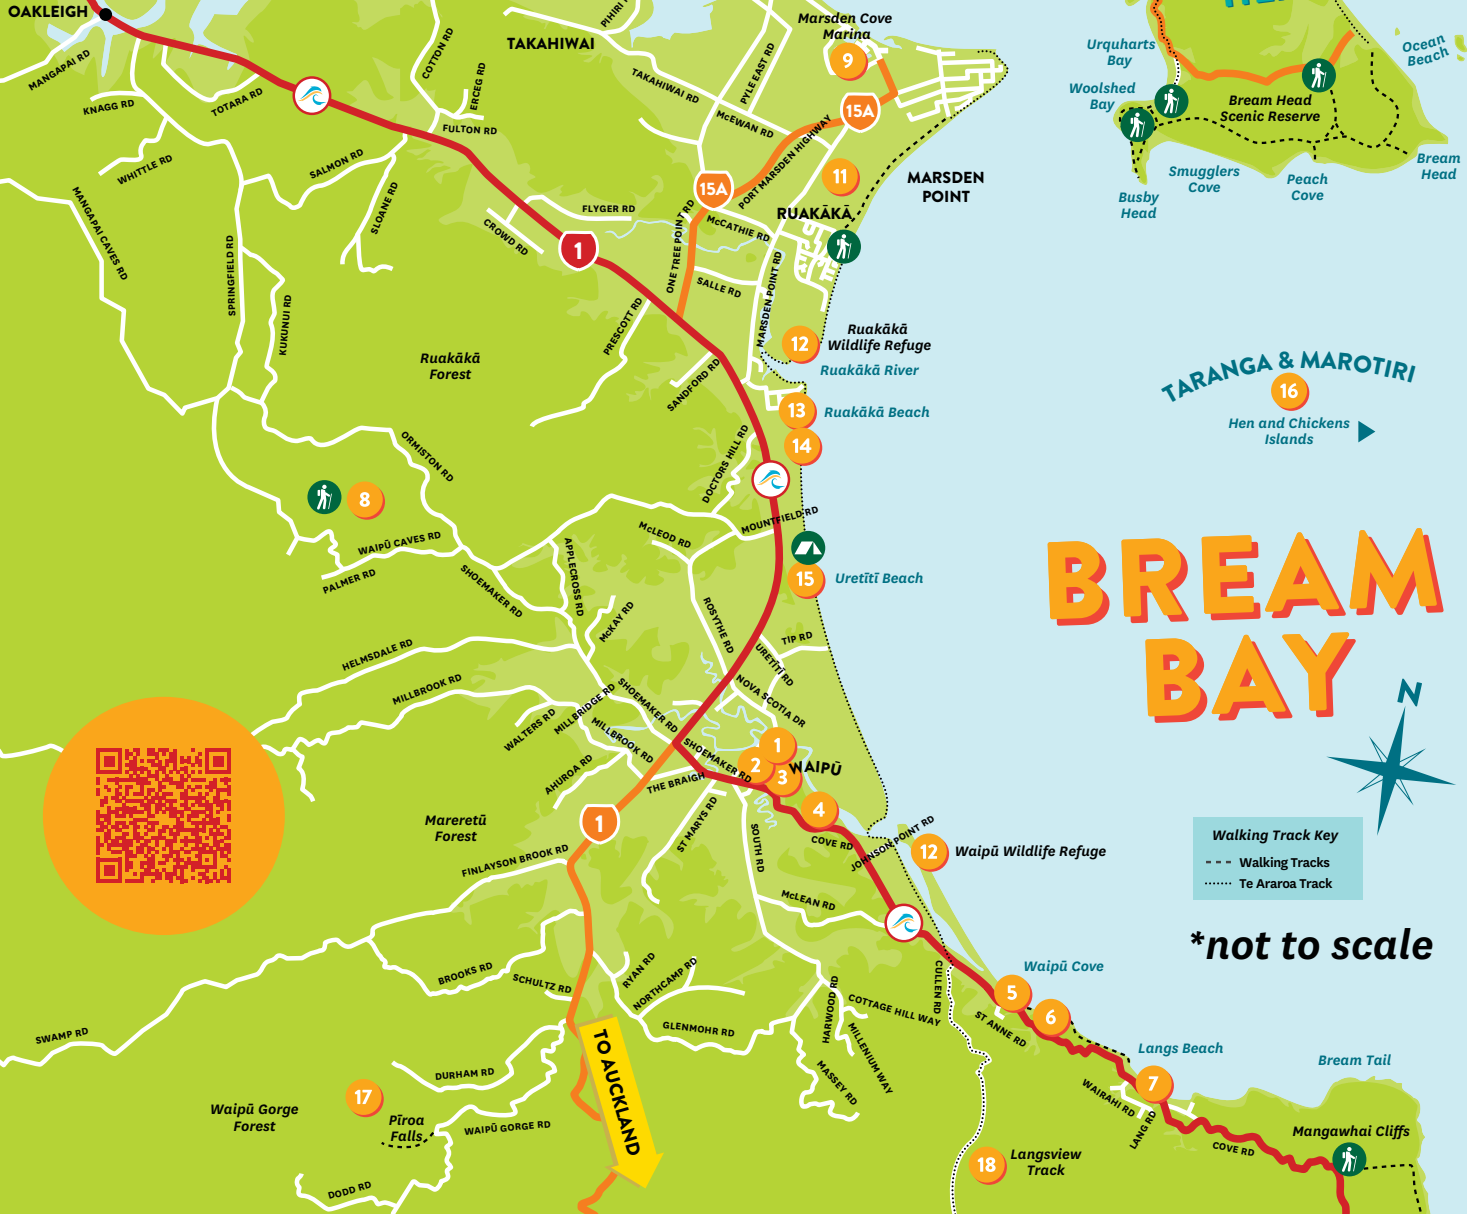 OAKLEIGH
MANGAPAI RD
KNAGG RD
TOTARA RD
WHITTLE RD
COTTON RD
ERCEG RD
FULTON RD
SALMON RD
SLOANE RD
MANGAPAI CAVES RD
SPRINGFIELD RD
KUKUNUI RD
TAKAHIWAI
TAKAHIWAI RD
PYLE EAST RD
McEWAN RD
Marsden Cove
Marina
9
15A
15A
PORT MARSDEN HIGHWAY
11
MARSDEN
POINT
RUAKĀKĀ
FLYGER RD
CROWD RD
1
ONE TREE POINT RD
McCATHIE RD
SALLE RD
MARSDEN POINT RD
PRESCOTT RD
SANDFORD RD
12
Ruakākā
Wildlife Refuge
Ruakākā River
13
Ruakākā Beach
14
Ruakākā
Forest
ORMISTON RD
DOCTORS HILL RD
8
WAIPŪ CAVES RD
PALMER RD
SHOEMAKER RD
APPLECROSS RD
McKAY RD
McLEOD RD
MOUNTFIELD RD
15
Uretītī Beach
ROSYTHE RD
TIP RD
URETĪTĪ RD
NOVA SCOTIA DR
HELMSDALE RD
MILLBROOK RD
WALTERS RD
MILLBRIDGE RD
SHOEMAKER RD
MILLBROOK RD
AHUROA RD
SHOEMAKER RD
THE BRAIGH
1
2
3
WAIPŪ
4
1
Mareretū
Forest
ST MARYS RD
SOUTH RD
COVE RD
JOHNSON POINT RD
12
Waipū Wildlife Refuge
FINLAYSON BROOK RD
McLEAN RD
BROOKS RD
SCHULTZ RD
RYAN RD
NORTHCAMP RD
GLENMOHR RD
SWAMP RD
HARWOOD RD
COTTAGE HILL WAY
MILLENIUM WAY
MASSEY RD
CULLEN RD
Waipū Cove
5
6
ST ANNE RD
Langs Beach
7
WAIRAHI RD
LANG RD
COVE RD
Bream Tail
Mangawhai Cliffs
18
Langsview
Track
TO AUCKLAND
DURHAM RD
17
Waipū Gorge
Forest
Pīroa
Falls
WAIPŪ GORGE RD
DODD RD
Urquharts
Bay
Woolshed
Bay
Bream Head
Scenic Reserve
Ocean
Beach
Bream
Head
Smugglers
Cove
Peach
Cove
Busby
Head
TARANGA & MAROTIRI
16
Hen and Chickens
Islands
BREAM
BAY
N
Walking Track Key
Walking Tracks
Te Araroa Track
*not to scale